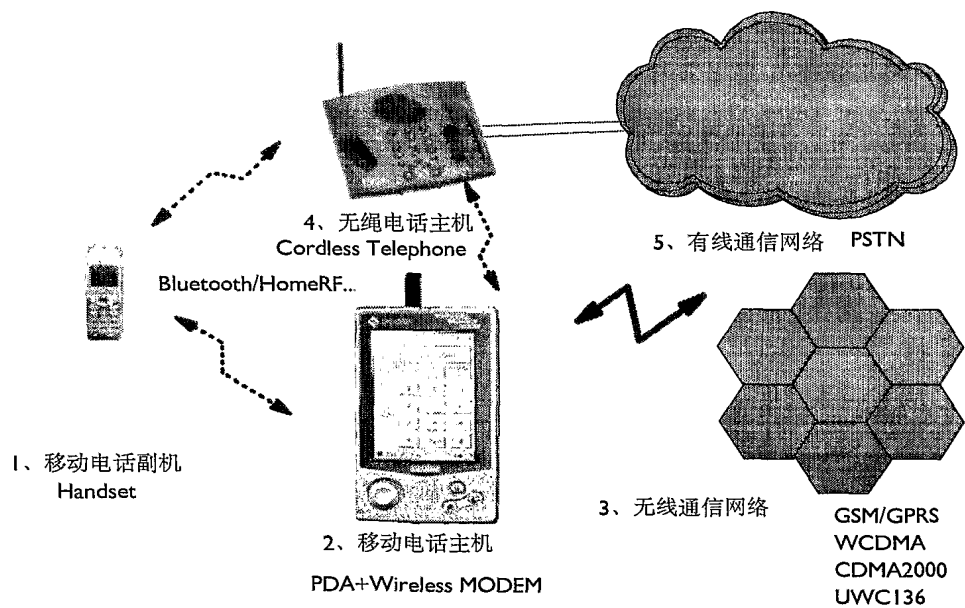 4、无绳电话主机
Cordless Telephone
5、有线通信网络 PSTN
Bluetooth/HomeRF...
1、移动电话副机
Handset
2、移动电话主机
PDA+Wireless MODEM
3、无线通信网络
GSM/GPRS
WCDMA
CDMA2000
UWC136